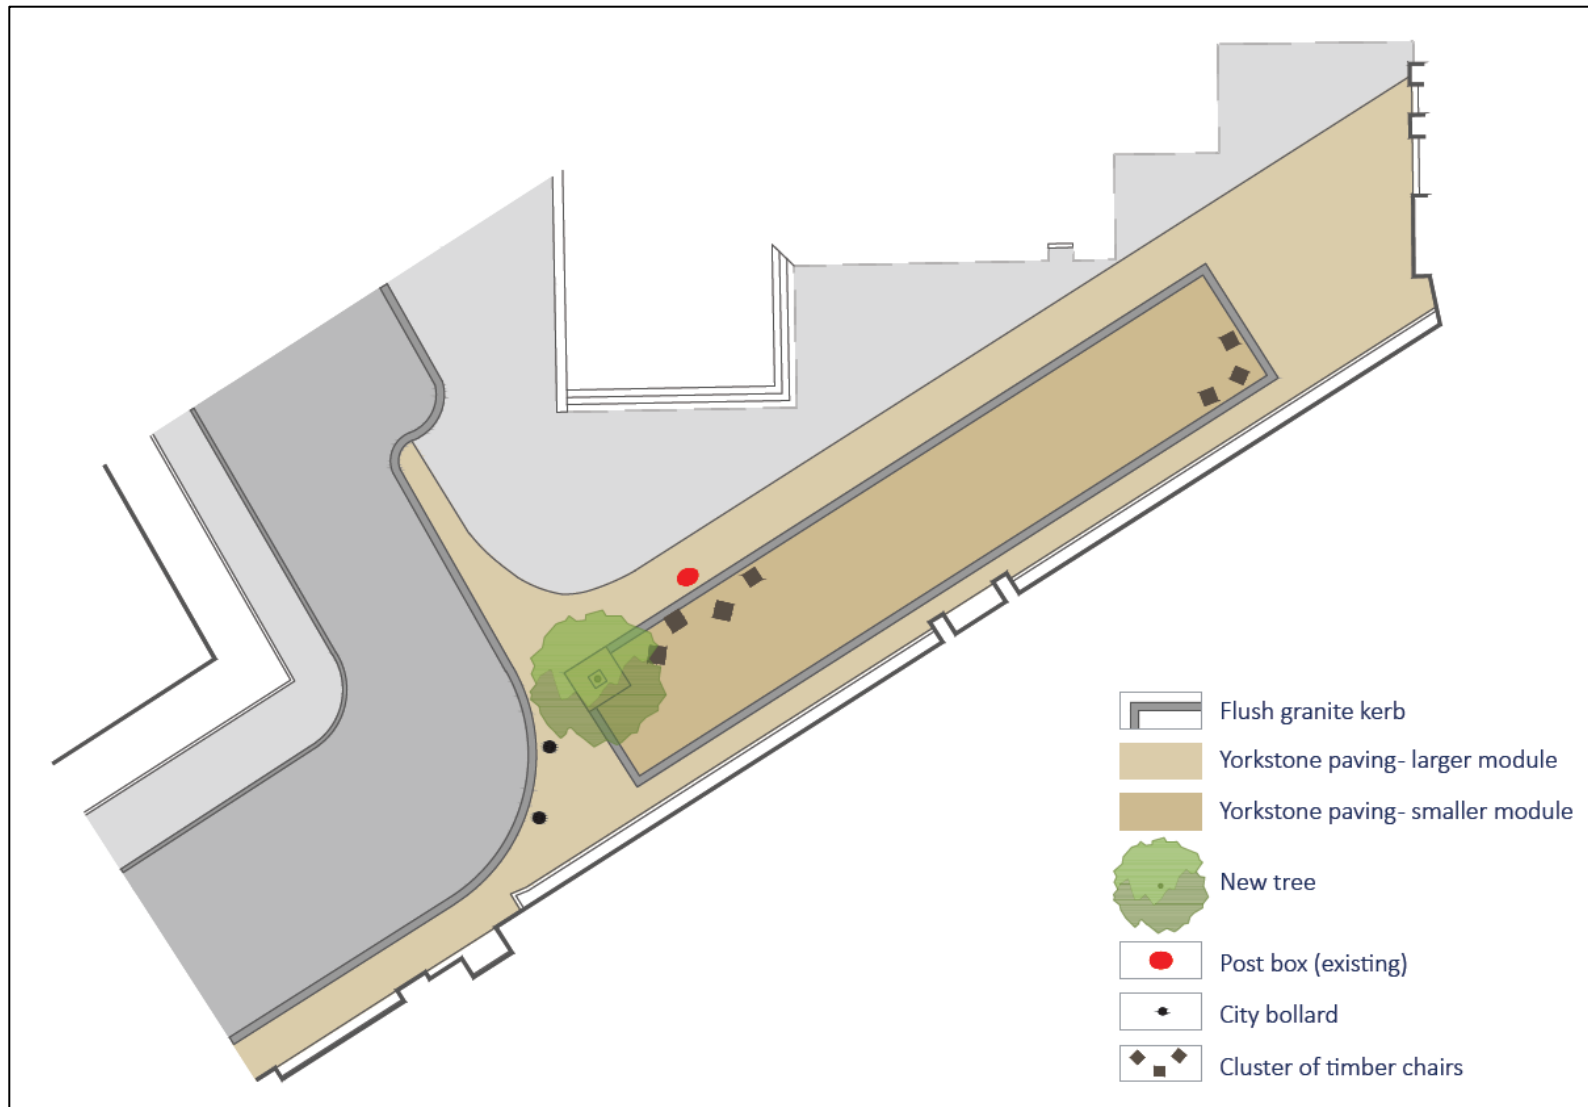 Flush granite kerb
Yorkstone paving- larger module
Yorkstone paving- smaller module
New tree
Post box (existing)
City bollard
Cluster of timber chairs